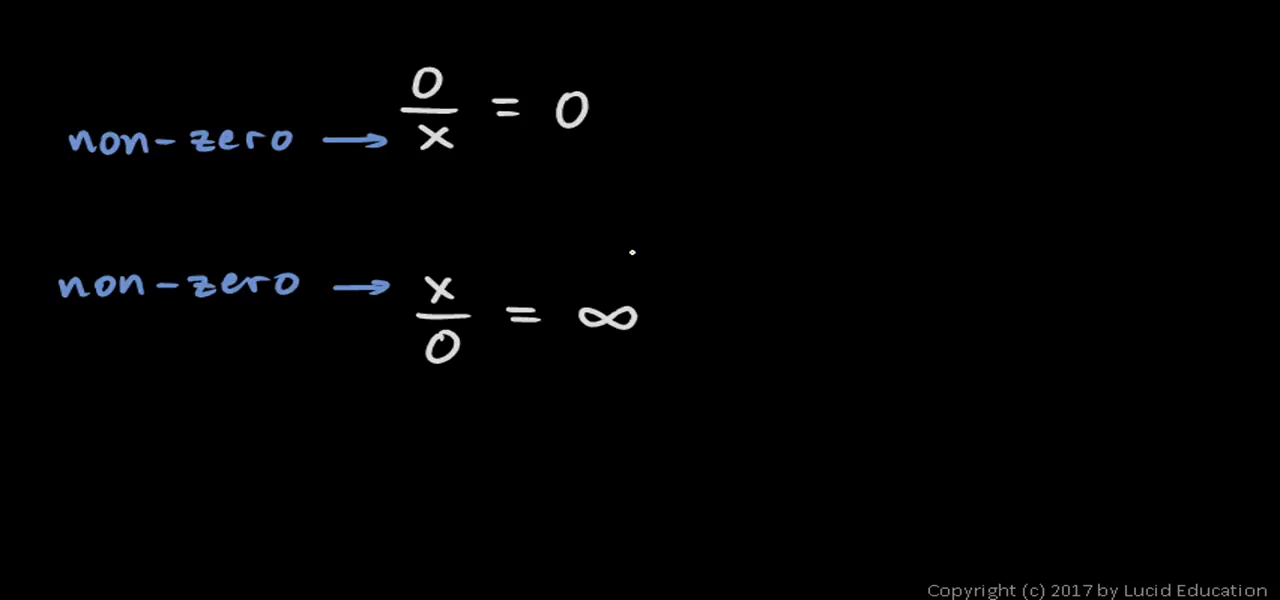 non-zero → 0/x = 0
non-zero → x/0 = ∞
Copyright (c) 2017 by Lucid Education